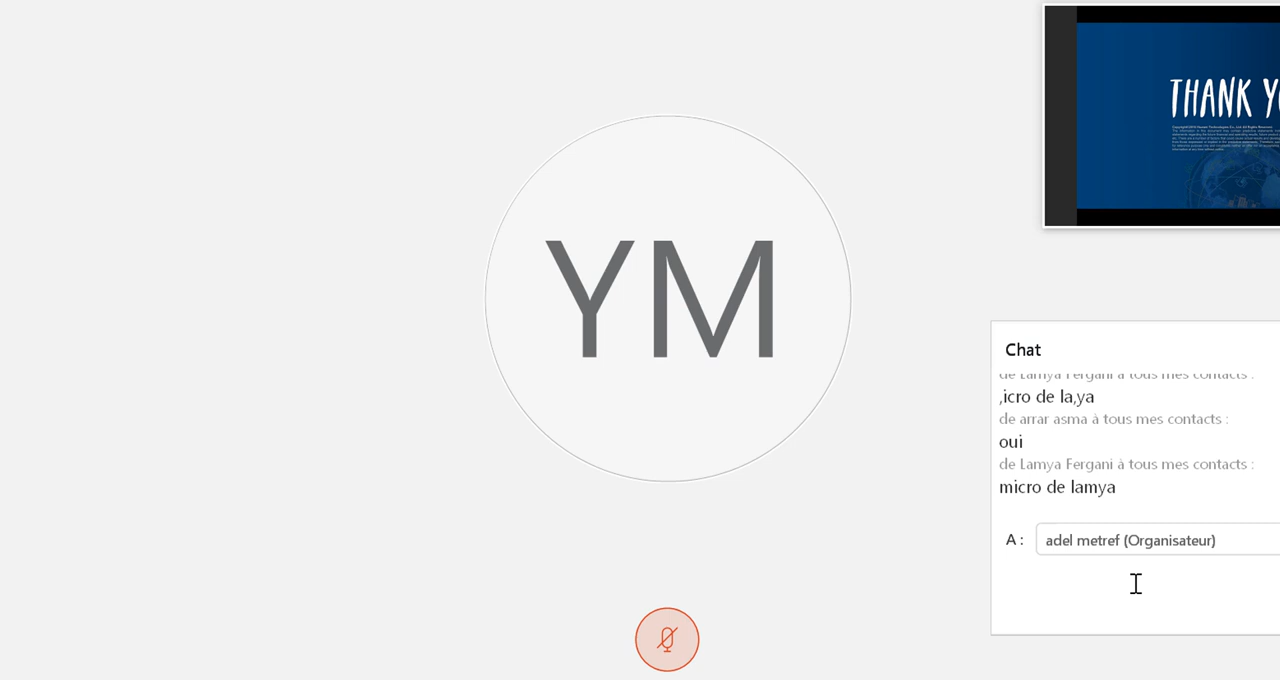 THANK YO
YM
Chat
de Lamya Fergani à tous mes contacts :
,icro de la,ya
de arrar asma à tous mes contacts :
oui
de Lamya Fergani à tous mes contacts :
micro de lamya
A :
adel metref (Organisateur)